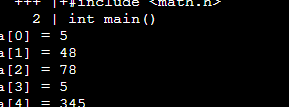 +++ |+#include <math.h>
2 | int main()
a[0] = 5
a[1] = 48
a[2] = 78
a[3] = 5
a[4] = 345